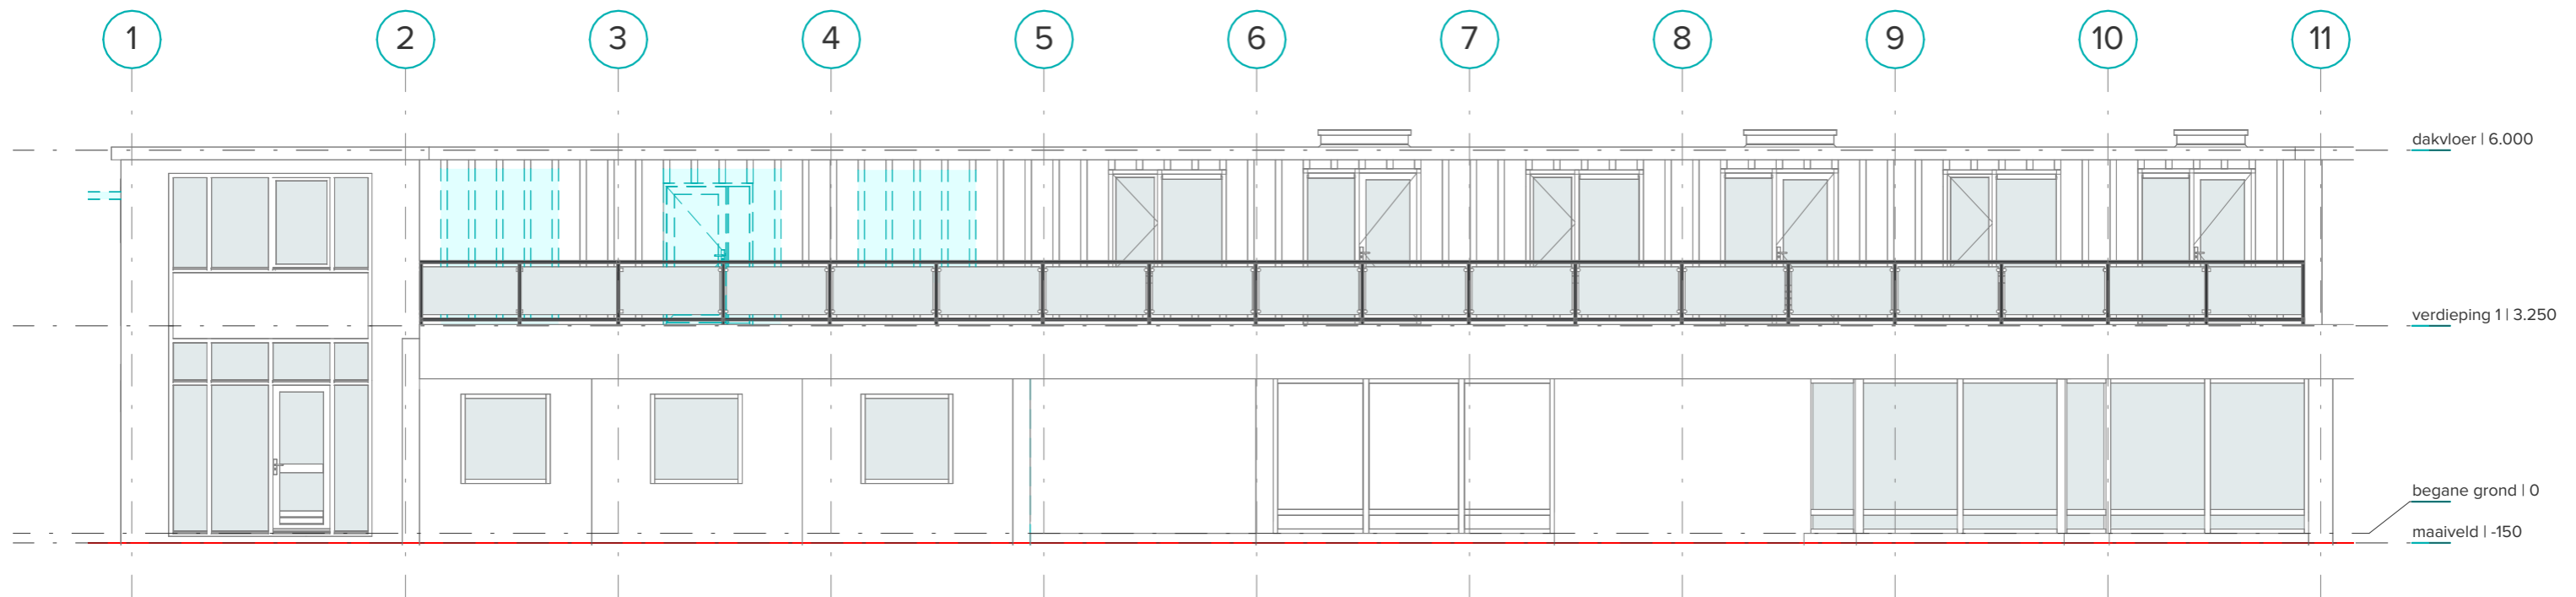 1 2 3 4 5 6 7 8 9 10 11
dakvloer | 6.000
verdieping 1 | 3.250
begane grond | 0
maaiveld | -150